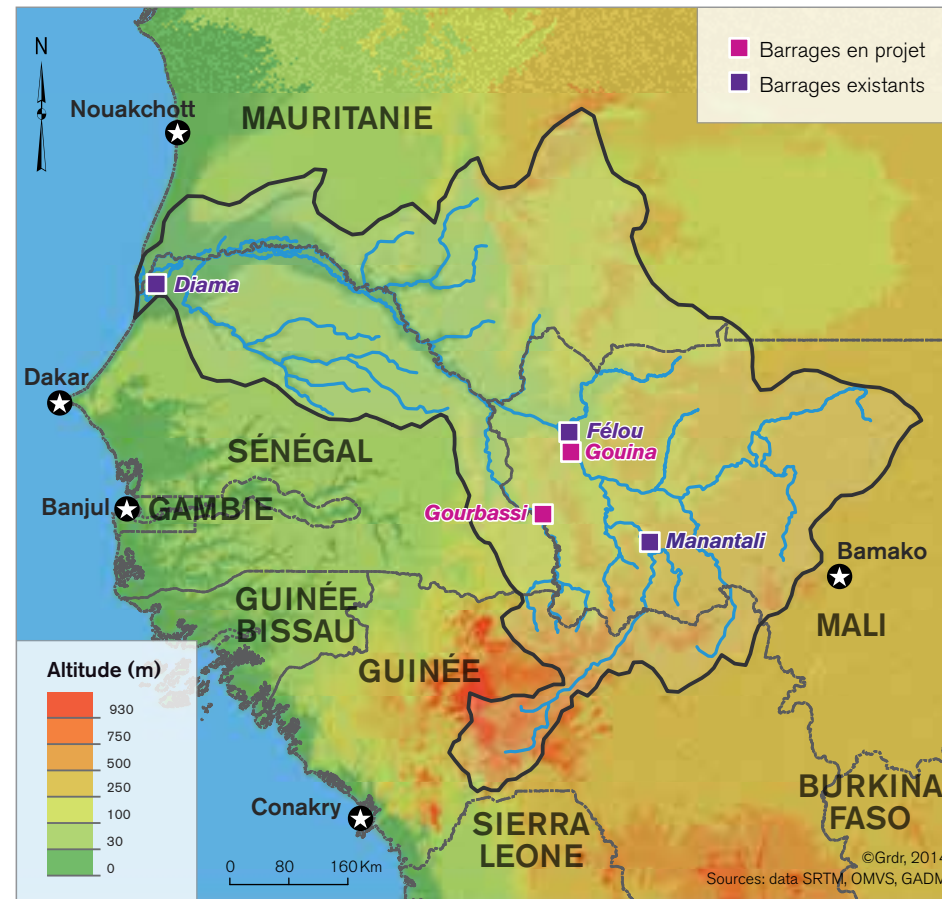 Barrages en projet
Barrages existants
N
Nouakchott
MAURITANIE
Diama
Dakar
SÉNÉGAL
Félou
Gouina
Banjul
GAMBIE
Gourbassi
Manantali
Bamako
GUINÉE
BISSAU
MALI
GUINÉE
Altitude (m)
930
750
500
250
100
30
0
Conakry
BURKINA
FASO
SIERRA
LEONE
0 80 160 Km
©Grdr, 2014
Sources: data SRTM, OMVS, GADM